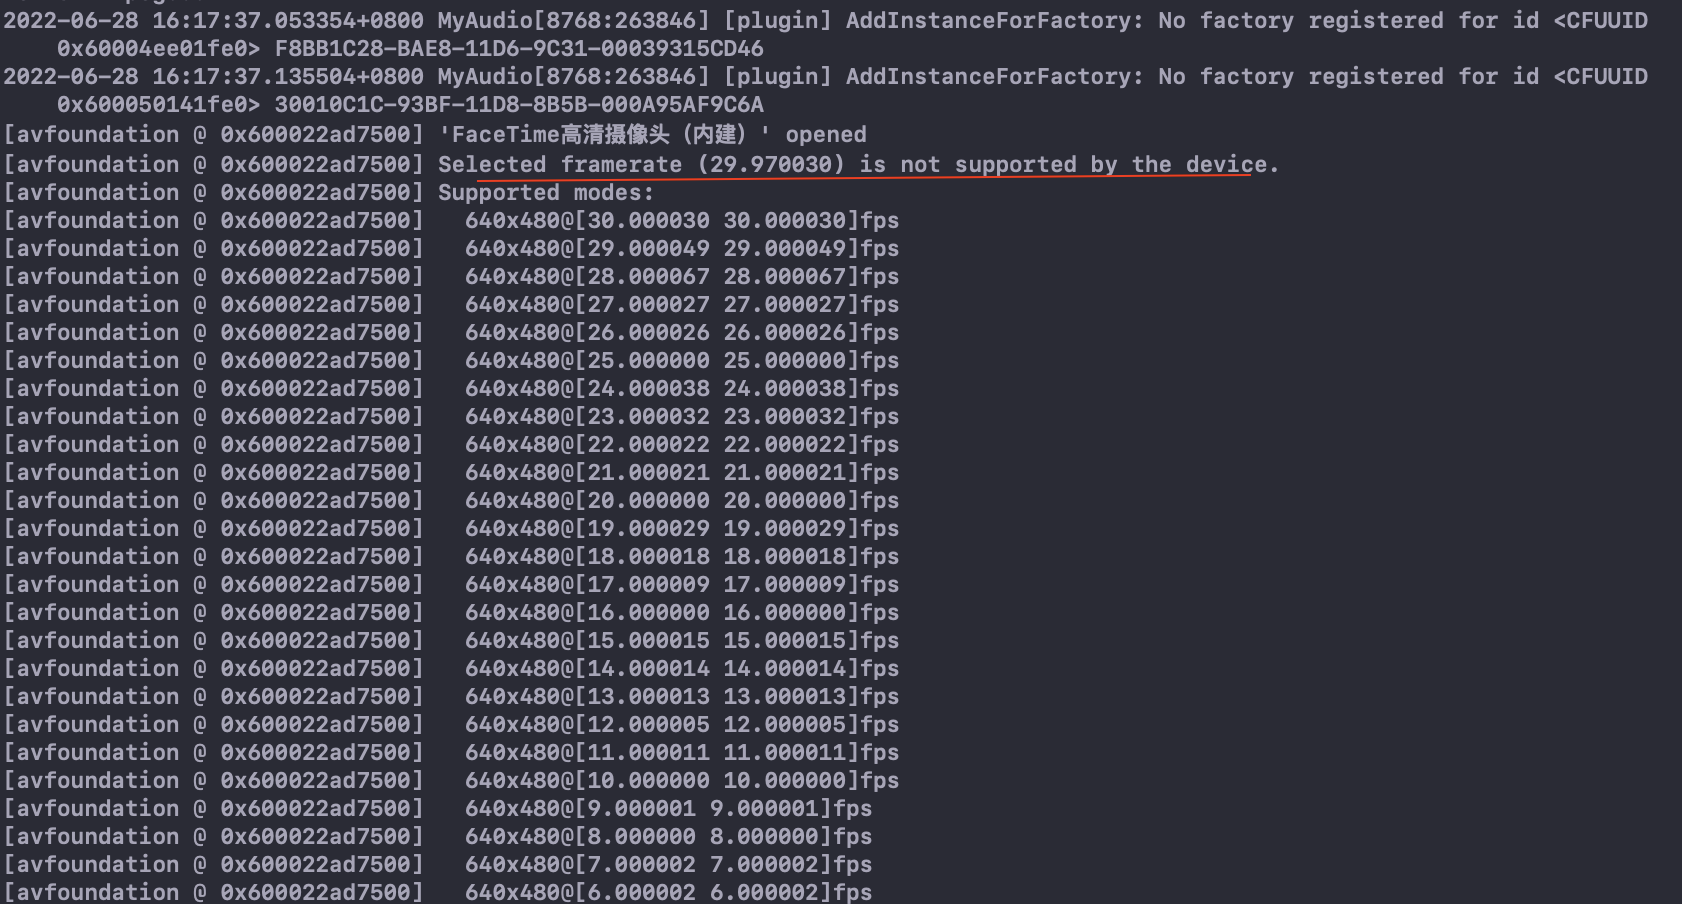 2022-06-28 16:17:37.053354+0800 MyAudio[8768:263846] [plugin] AddInstanceForFactory: No factory registered for id <CFUUID
0x60004ee01fe0> F8BB1C28-BAE8-11D6-9C31-00039315CD46
2022-06-28 16:17:37.135504+0800 MyAudio[8768:263846] [plugin] AddInstanceForFactory: No factory registered for id <CFUUID
0x600050141fe0> 30010C1C-93BF-11D8-8B5B-000A95AF9C6A
[avfoundation @ 0x600022ad7500] 'FaceTime高清摄像头（内建）' opened
[avfoundation @ 0x600022ad7500] Selected framerate (29.970030) is not supported by the device.
[avfoundation @ 0x600022ad7500] Supported modes:
[avfoundation @ 0x600022ad7500]   640x480@[30.000030 30.000030]fps
[avfoundation @ 0x600022ad7500]   640x480@[29.000049 29.000049]fps
[avfoundation @ 0x600022ad7500]   640x480@[28.000067 28.000067]fps
[avfoundation @ 0x600022ad7500]   640x480@[27.000027 27.000027]fps
[avfoundation @ 0x600022ad7500]   640x480@[26.000026 26.000026]fps
[avfoundation @ 0x600022ad7500]   640x480@[25.000000 25.000000]fps
[avfoundation @ 0x600022ad7500]   640x480@[24.000038 24.000038]fps
[avfoundation @ 0x600022ad7500]   640x480@[23.000032 23.000032]fps
[avfoundation @ 0x600022ad7500]   640x480@[22.000022 22.000022]fps
[avfoundation @ 0x600022ad7500]   640x480@[21.000021 21.000021]fps
[avfoundation @ 0x600022ad7500]   640x480@[20.000000 20.000000]fps
[avfoundation @ 0x600022ad7500]   640x480@[19.000029 19.000029]fps
[avfoundation @ 0x600022ad7500]   640x480@[18.000018 18.000018]fps
[avfoundation @ 0x600022ad7500]   640x480@[17.000009 17.000009]fps
[avfoundation @ 0x600022ad7500]   640x480@[16.000000 16.000000]fps
[avfoundation @ 0x600022ad7500]   640x480@[15.000015 15.000015]fps
[avfoundation @ 0x600022ad7500]   640x480@[14.000014 14.000014]fps
[avfoundation @ 0x600022ad7500]   640x480@[13.000013 13.000013]fps
[avfoundation @ 0x600022ad7500]   640x480@[12.000005 12.000005]fps
[avfoundation @ 0x600022ad7500]   640x480@[11.000011 11.000011]fps
[avfoundation @ 0x600022ad7500]   640x480@[10.000000 10.000000]fps
[avfoundation @ 0x600022ad7500]   640x480@[9.000001 9.000001]fps
[avfoundation @ 0x600022ad7500]   640x480@[8.000000 8.000000]fps
[avfoundation @ 0x600022ad7500]   640x480@[7.000002 7.000002]fps
[avfoundation @ 0x600022ad7500]   640x480@[6.000002 6.000002]fps